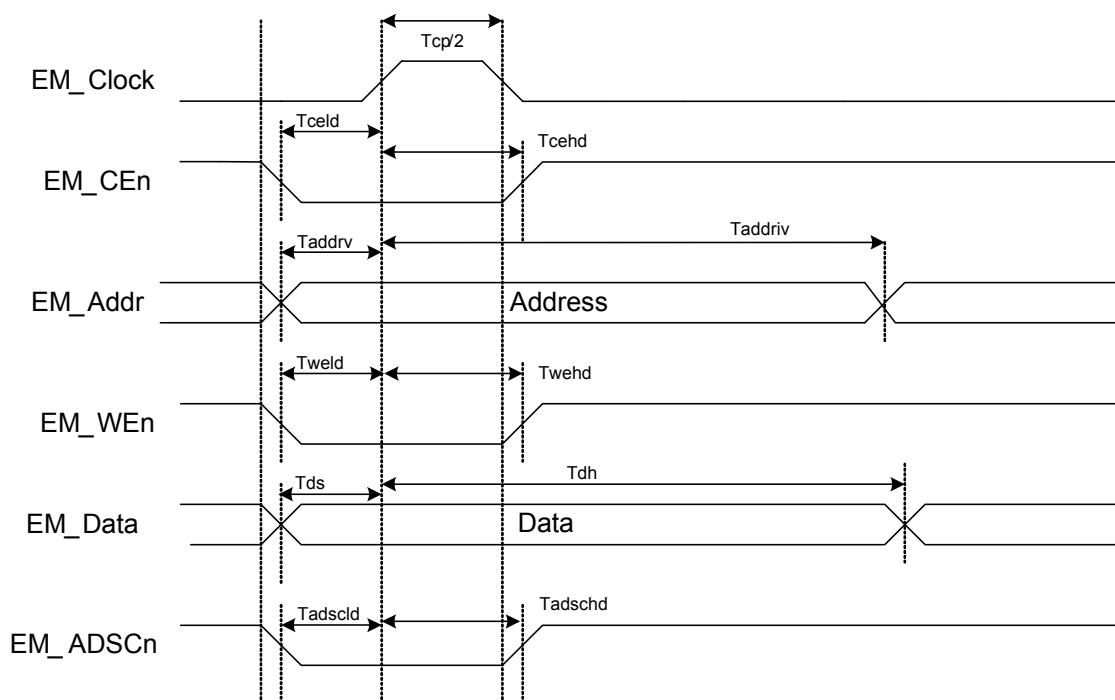 Tcp/2
EM_Clock
Tceld
Tcehd
EM_CEn
Taddrv
Taddriv
EM_Addr
Address
Tweld
Twehd
EM_WEn
Tds
Tdh
EM_Data
Data
Tadscld
Tadschd
EM_ADSCn